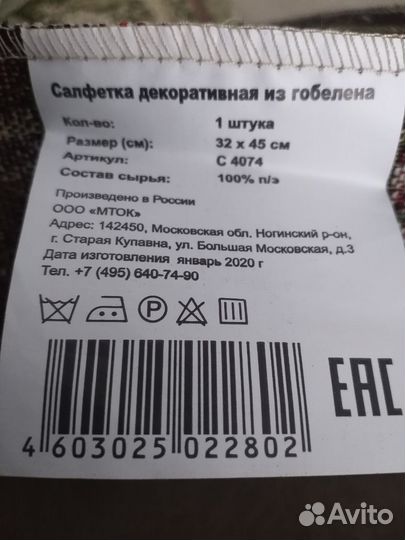 Салфетка декоративная из гобелена
Кол-во: 1 штука
Размер (см): 32 х 45 см
Артикул: С 4074
Состав сырья: 100% п/э
Произведено в России
ООО «МТОК»
Адрес: 142450, Московская обл. Ногинский р-он,
г. Старая Купавна, ул. Большая Московская, д.3
Дата изготовления январь 2020 г
Тел. +7 (495) 640-74-90
P
EAC
4 603025 022802
Avito